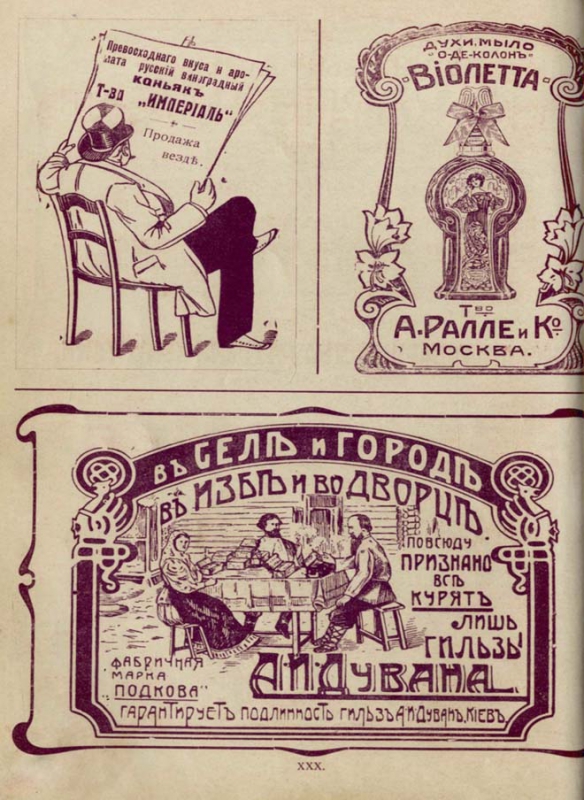 Превосходнаго вкуса и аро-
мата русскій виноградный
КОНЬЯКЪ
Т-ва „ИМПЕРІАЛЬ“
Продажа
вездѣ.
ДУХИ, МЫЛО
О-ДЕ-КОЛОНЪ
ВІОЛЕТТА
Тво
А. РАЛЛЕ и Ко
МОСКВА.
ВЪ СЕЛѢ И ГОРОДѢ
ВЪ ИЗБѢ И ВО ДВОРЦѢ.
ПОВСЮДУ
ПРИЗНАНО
ВСѢ
КУРЯТЪ
ЛИШЬ
ГИЛЬЗЫ
А. И. ДУВАНА
ФАБРИЧНАЯ
МАРКА
„ПОДКОВА“
ГАРАНТИРУЕТЪ ПОДЛИННОСТЬ ГИЛЬЗЪ А. И. ДУВАНЪ, КІЕВЪ,
XXX.